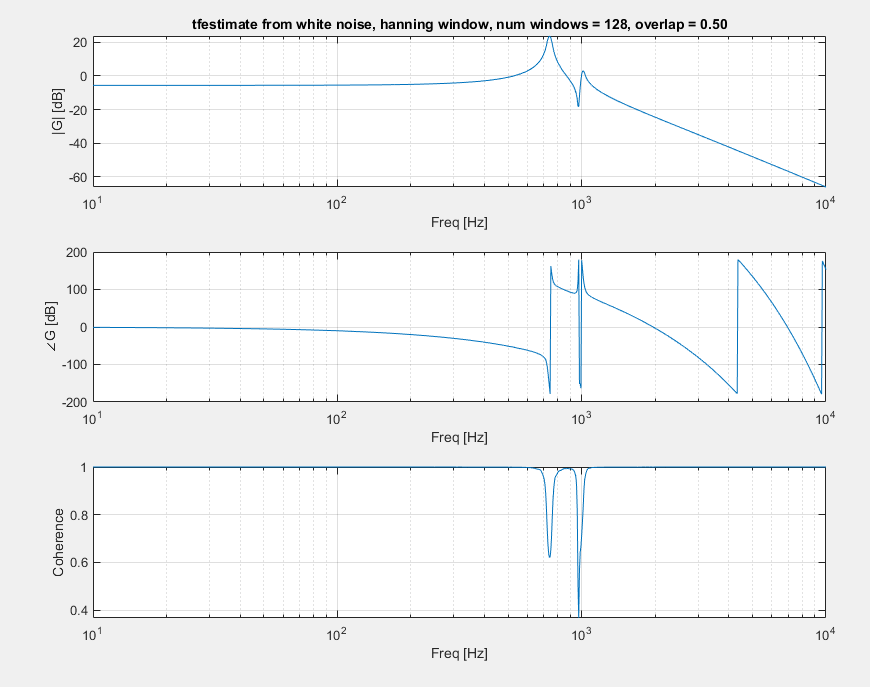 tfestimate from white noise, hanning window, num windows = 128, overlap = 0.50
20
0
-20
-40
-60
|G| [dB]
10^1 10^2 10^3 10^4
Freq [Hz]
200
100
0
-100
-200
∠G [dB]
10^1 10^2 10^3 10^4
Freq [Hz]
1
0.8
0.6
0.4
Coherence
10^1 10^2 10^3 10^4
Freq [Hz]